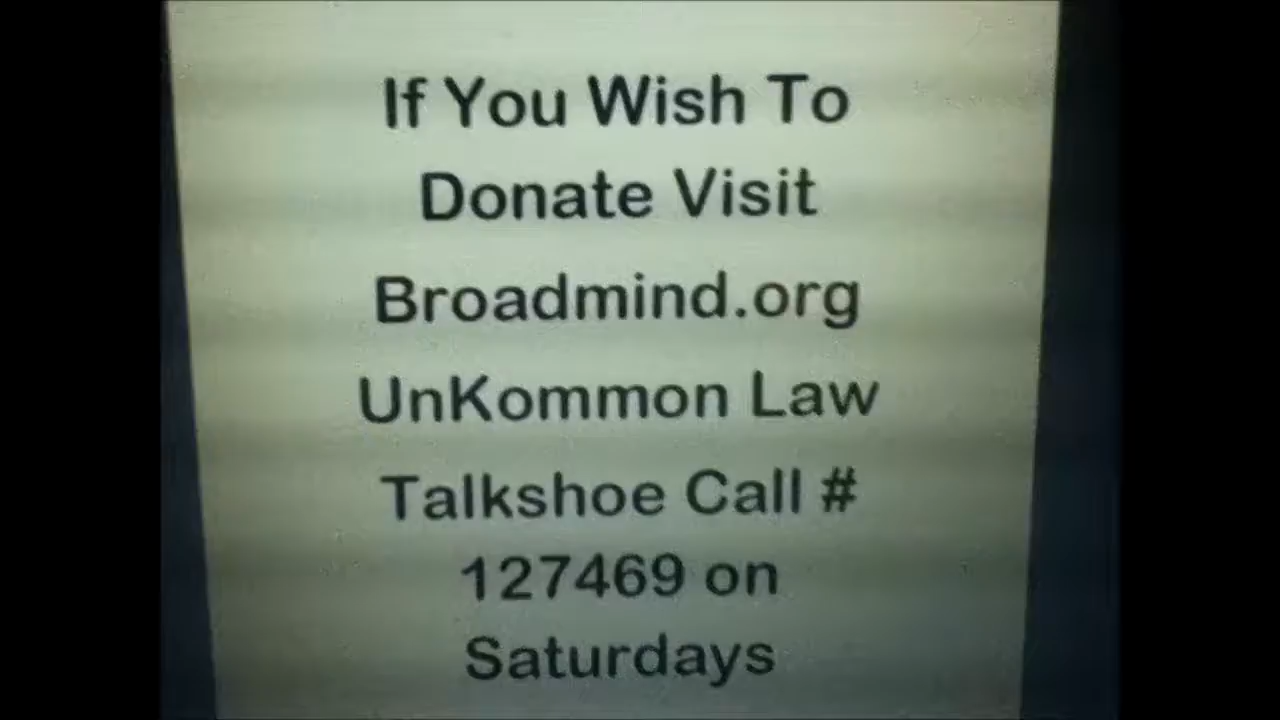 If You Wish To
Donate Visit
Broadmind.org
UnKommon Law
Talkshoe Call #
127469 on
Saturdays